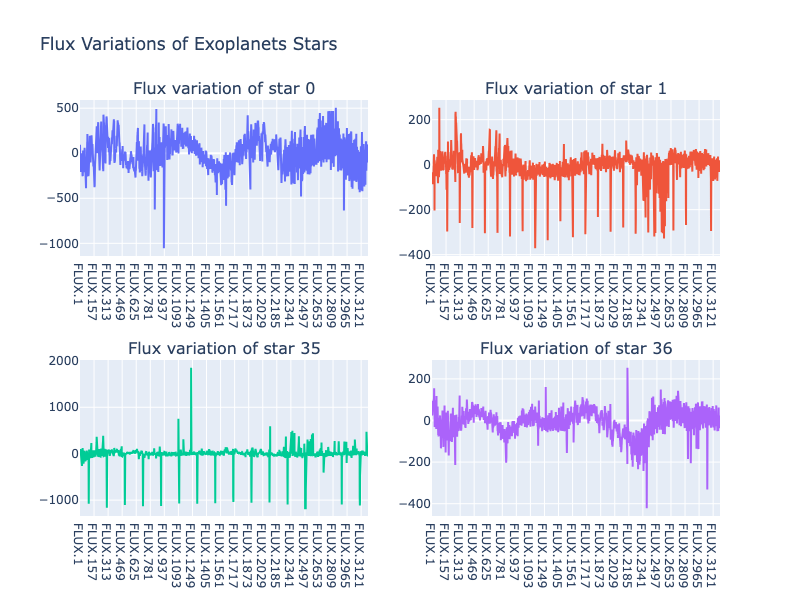 Flux Variations of Exoplanets Stars
Flux variation of star 0
500
0
−500
−1000
FLUX.1
FLUX.157
FLUX.313
FLUX.469
FLUX.625
FLUX.781
FLUX.937
FLUX.1093
FLUX.1249
FLUX.1405
FLUX.1561
FLUX.1717
FLUX.1873
FLUX.2029
FLUX.2185
FLUX.2341
FLUX.2497
FLUX.2653
FLUX.2809
FLUX.2965
FLUX.3121
Flux variation of star 1
200
0
−200
−400
FLUX.1
FLUX.157
FLUX.313
FLUX.469
FLUX.625
FLUX.781
FLUX.937
FLUX.1093
FLUX.1249
FLUX.1405
FLUX.1561
FLUX.1717
FLUX.1873
FLUX.2029
FLUX.2185
FLUX.2341
FLUX.2497
FLUX.2653
FLUX.2809
FLUX.2965
FLUX.3121
Flux variation of star 35
2000
1000
0
−1000
FLUX.1
FLUX.157
FLUX.313
FLUX.469
FLUX.625
FLUX.781
FLUX.937
FLUX.1093
FLUX.1249
FLUX.1405
FLUX.1561
FLUX.1717
FLUX.1873
FLUX.2029
FLUX.2185
FLUX.2341
FLUX.2497
FLUX.2653
FLUX.2809
FLUX.2965
FLUX.3121
Flux variation of star 36
200
0
−200
−400
FLUX.1
FLUX.157
FLUX.313
FLUX.469
FLUX.625
FLUX.781
FLUX.937
FLUX.1093
FLUX.1249
FLUX.1405
FLUX.1561
FLUX.1717
FLUX.1873
FLUX.2029
FLUX.2185
FLUX.2341
FLUX.2497
FLUX.2653
FLUX.2809
FLUX.2965
FLUX.3121